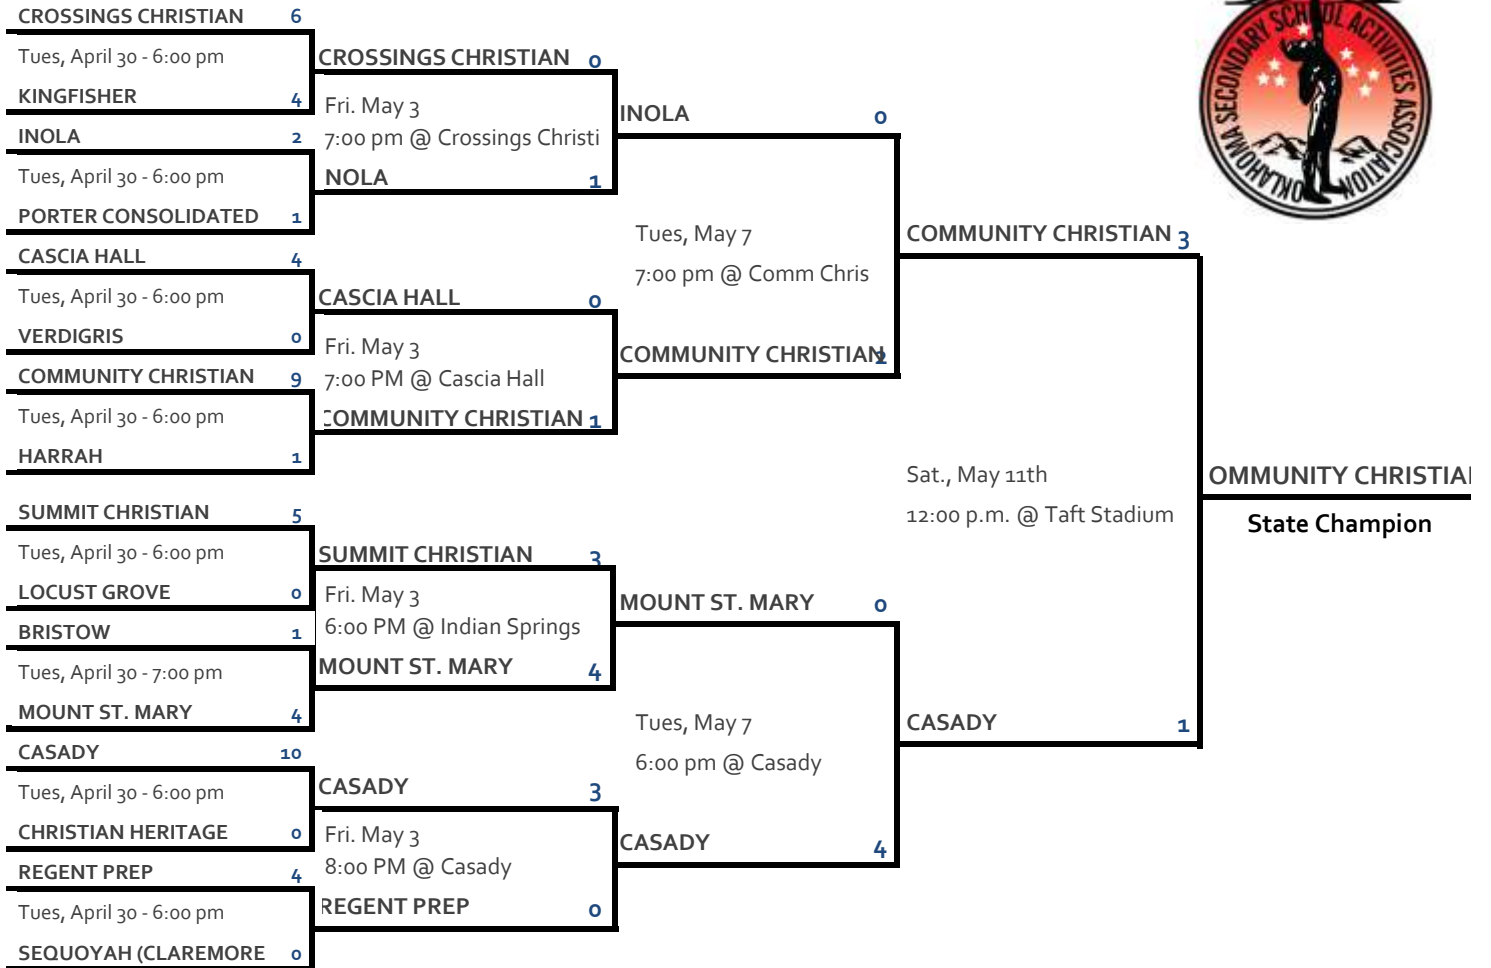 CROSSINGS CHRISTIAN 6
Tues, April 30 - 6:00 pm
KINGFISHER 4
INOLA 2
Tues, April 30 - 6:00 pm
PORTER CONSOLIDATED 1
CASCIA HALL 4
Tues, April 30 - 6:00 pm
VERDIGRIS 0
COMMUNITY CHRISTIAN 9
Tues, April 30 - 6:00 pm
HARRAH 1
SUMMIT CHRISTIAN 5
Tues, April 30 - 6:00 pm
LOCUST GROVE 0
BRISTOW 1
Tues, April 30 - 7:00 pm
MOUNT ST. MARY 4
CASADY 10
Tues, April 30 - 6:00 pm
CHRISTIAN HERITAGE 0
REGENT PREP 4
Tues, April 30 - 6:00 pm
SEQUOYAH (CLAREMORE 0
CROSSINGS CHRISTIAN 0
Fri. May 3
7:00 pm @ Crossings Christi
NOLA 1
CASCIA HALL 0
Fri. May 3
7:00 PM @ Cascia Hall
COMMUNITY CHRISTIAN 1
SUMMIT CHRISTIAN 3
Fri. May 3
6:00 PM @ Indian Springs
MOUNT ST. MARY 4
CASADY 3
Fri. May 3
8:00 PM @ Casady
REGENT PREP 0
INOLA 0
Tues, May 7
7:00 pm @ Comm Chris
COMMUNITY CHRISTIAN
MOUNT ST. MARY 0
Tues, May 7
6:00 pm @ Casady
CASADY 4
COMMUNITY CHRISTIAN 3
Sat., May 11th
12:00 p.m. @ Taft Stadium
CASADY 1
OMMUNITY CHRISTIA
State Champion
OKLAHOMA SECONDARY SCHOOL ACTIVITIES ASSOCIATION